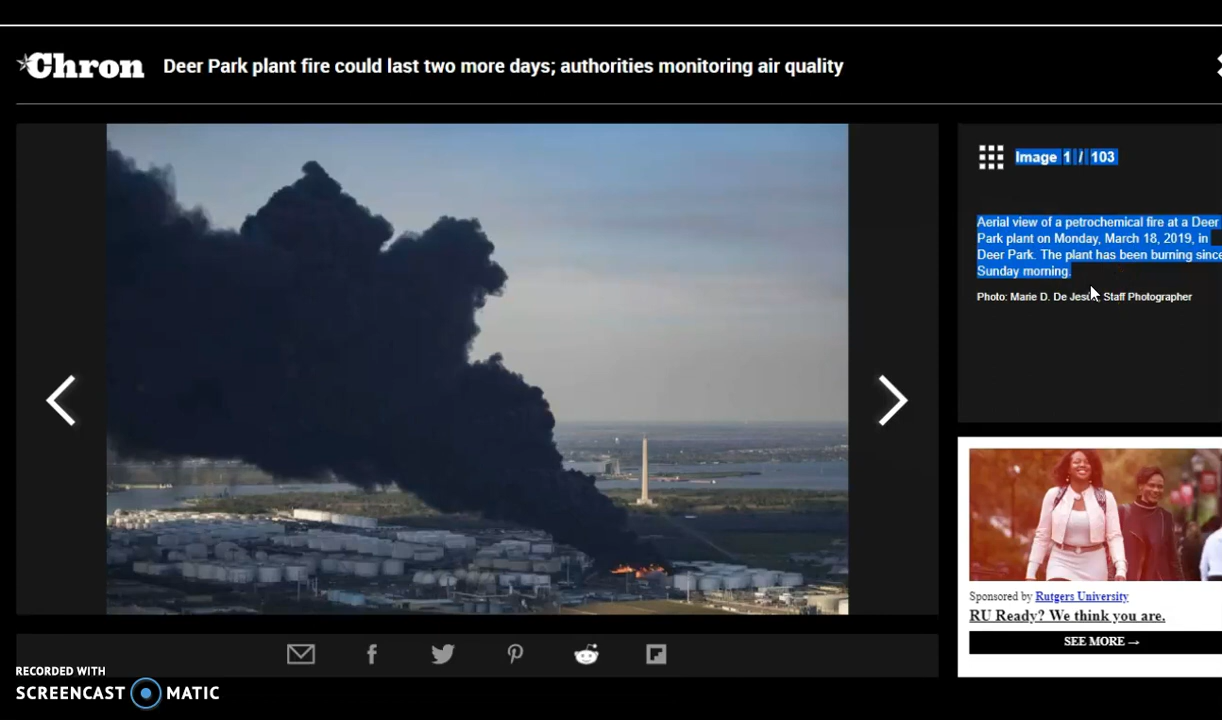 Chron
Deer Park plant fire could last two more days; authorities monitoring air quality
Image 1 / 103
Aerial view of a petrochemical fire at a Deer
Park plant on Monday, March 18, 2019, in
Deer Park. The plant has been burning since
Sunday morning.
Photo: Marie D. De Jesus, Staff Photographer
Sponsored by Rutgers University
RU Ready? We think you are.
SEE MORE →
RECORDED WITH
SCREENCAST MATIC